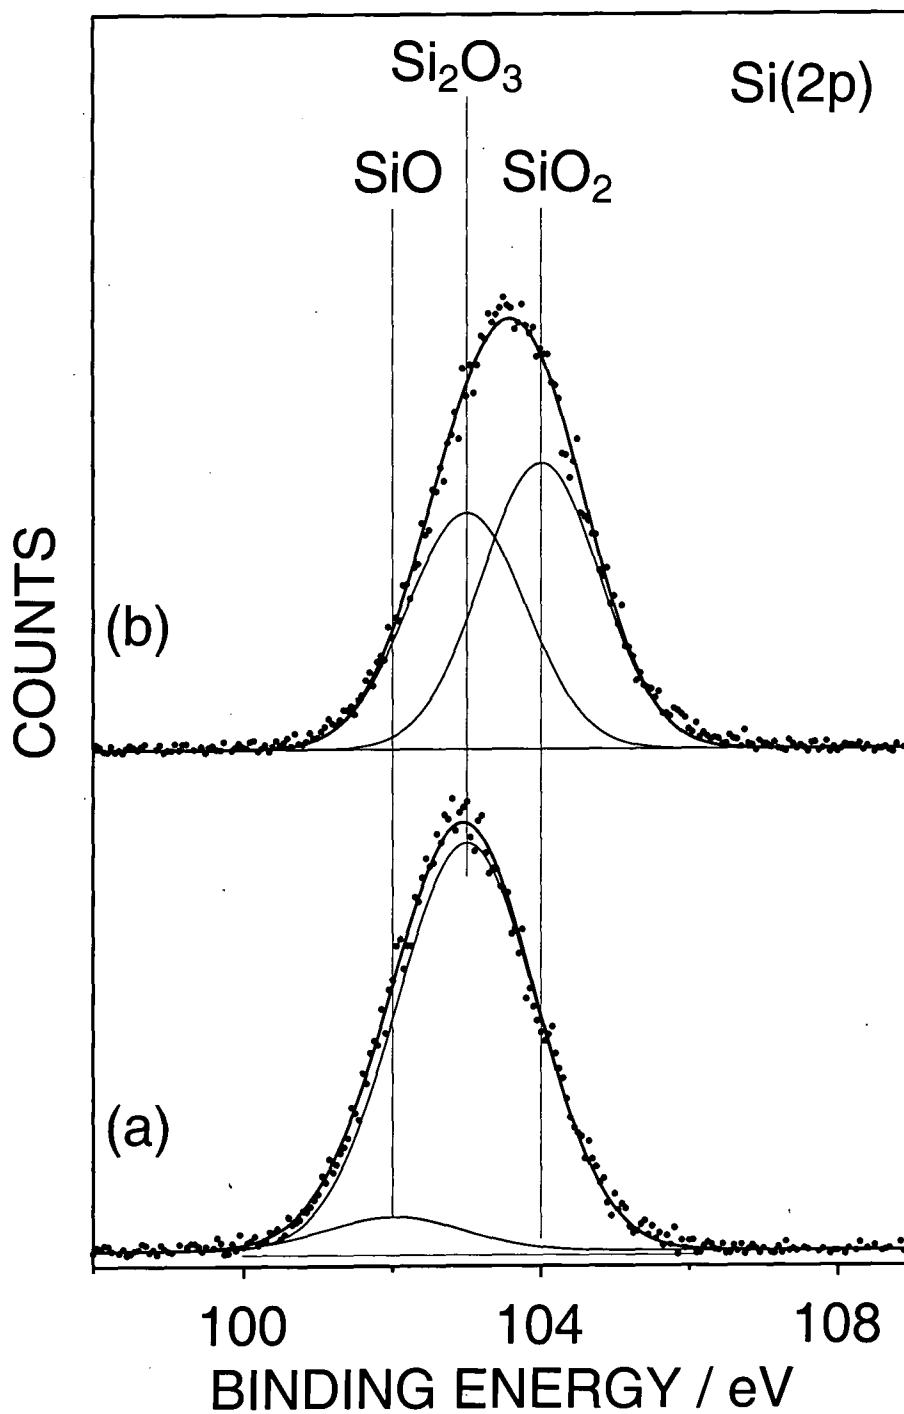 Si₂O₃
Si(2p)
SiO
SiO₂
COUNTS
(b)
(a)
100
104
108
BINDING ENERGY / eV